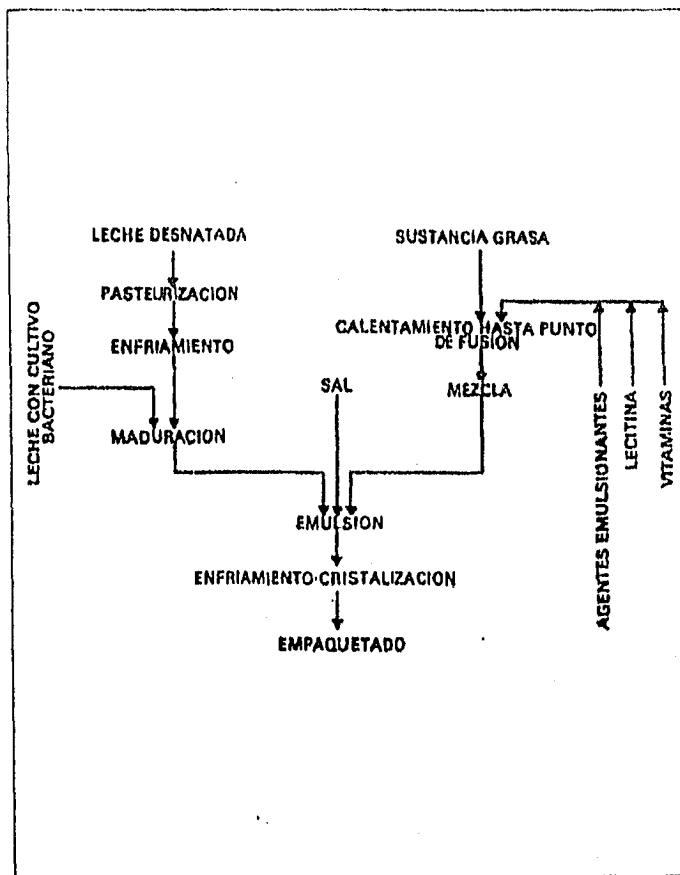 LECHE DESNATADA
SUSTANCIA GRASA
PASTEURIZACION
CALENTAMIENTO HASTA PUNTO
DE FUSION
ENFRIAMIENTO
LECHE CON CULTIVO
BACTERIANO
SAL
MEZCLA
MADURACION
AGENTES EMULSIONANTES
LECITINA
VITAMINAS
EMULSION
ENFRIAMIENTO-CRISTALIZACION
EMPAQUETADO